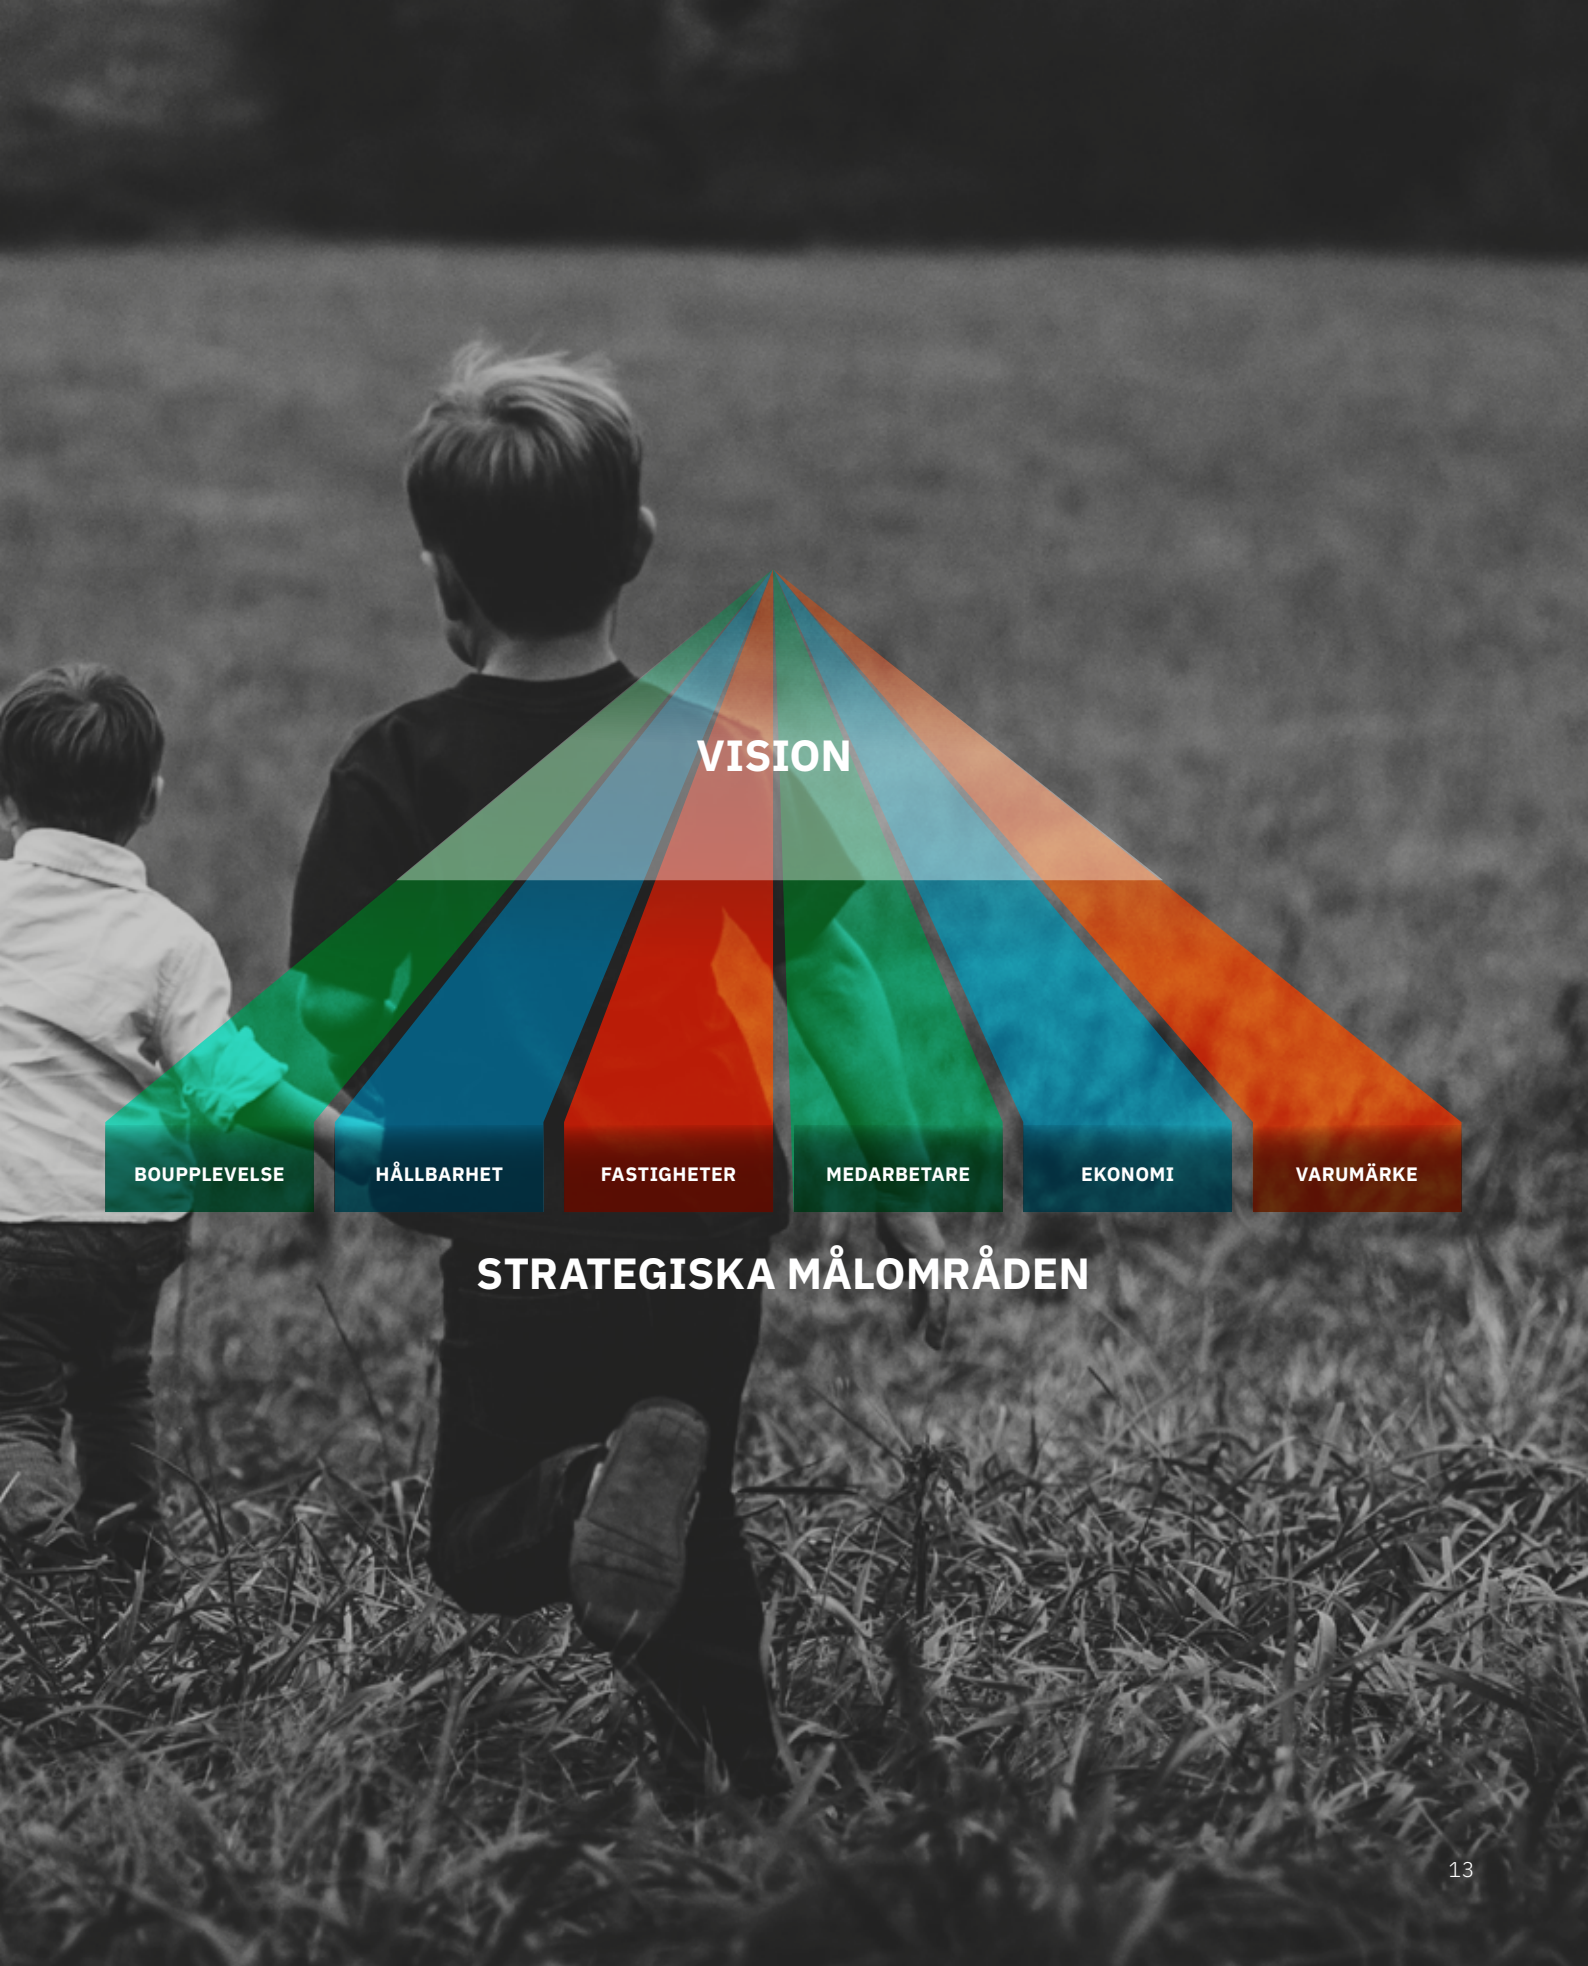 VISION
BOUPPLEVELSE
HÅLLBARHET
FASTIGHETER
MEDARBETARE
EKONOMI
VARUMÄRKE
STRATEGISKA MÅLOMRÅDEN
13